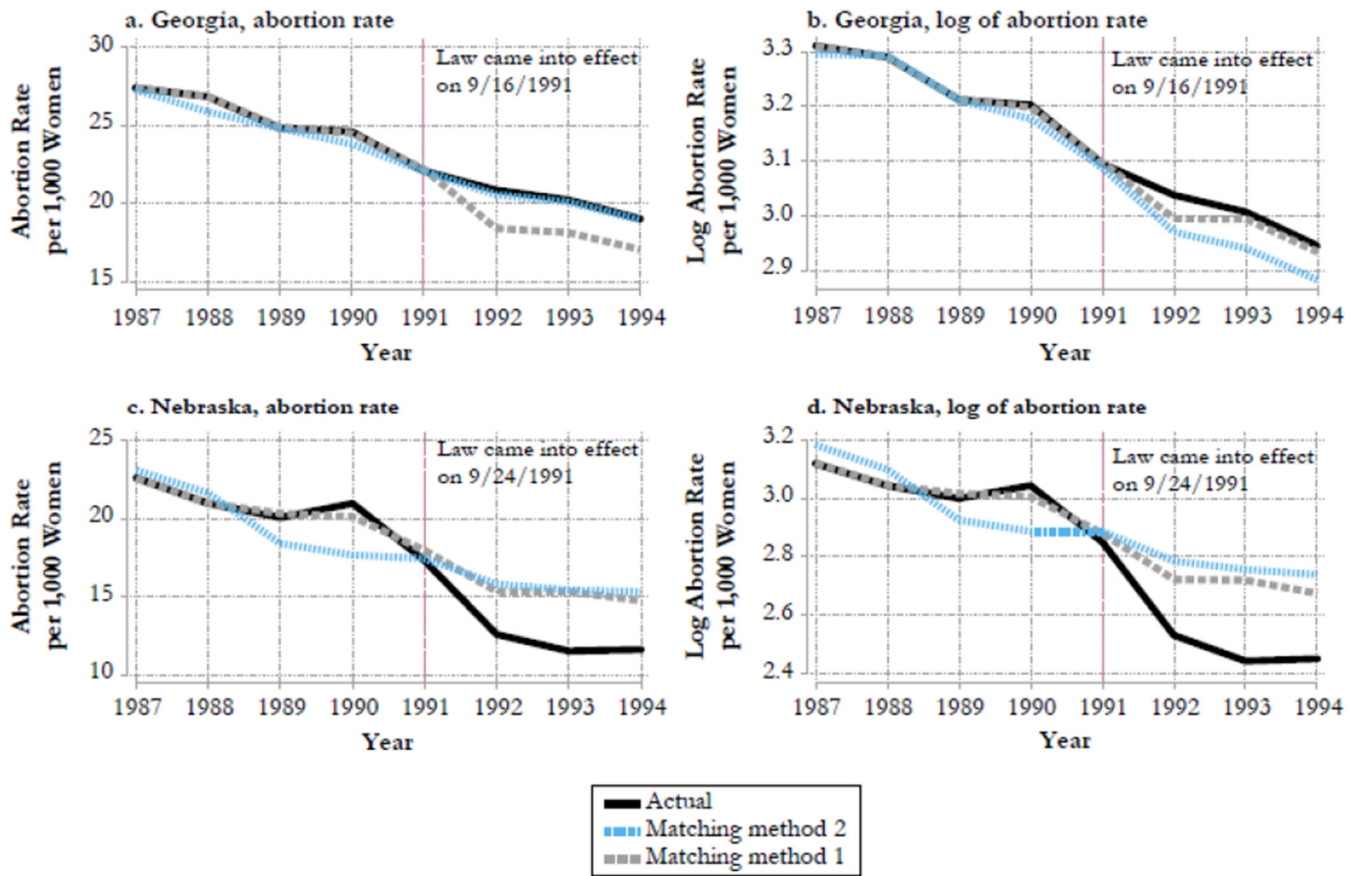 a. Georgia, abortion rate
30
25
20
15
Abortion Rate
per 1,000 Women
Law came into effect
on 9/16/1991
1987 1988 1989 1990 1991 1992 1993 1994
Year
b. Georgia, log of abortion rate
3.3
3.2
3.1
3.0
2.9
Log Abortion Rate
per 1,000 Women
Law came into effect
on 9/16/1991
1987 1988 1989 1990 1991 1992 1993 1994
Year
c. Nebraska, abortion rate
25
20
15
10
Abortion Rate
per 1,000 Women
Law came into effect
on 9/24/1991
1987 1988 1989 1990 1991 1992 1993 1994
Year
d. Nebraska, log of abortion rate
3.2
3.0
2.8
2.6
2.4
Log Abortion Rate
per 1,000 Women
Law came into effect
on 9/24/1991
1987 1988 1989 1990 1991 1992 1993 1994
Year
Actual
Matching method 2
Matching method 1